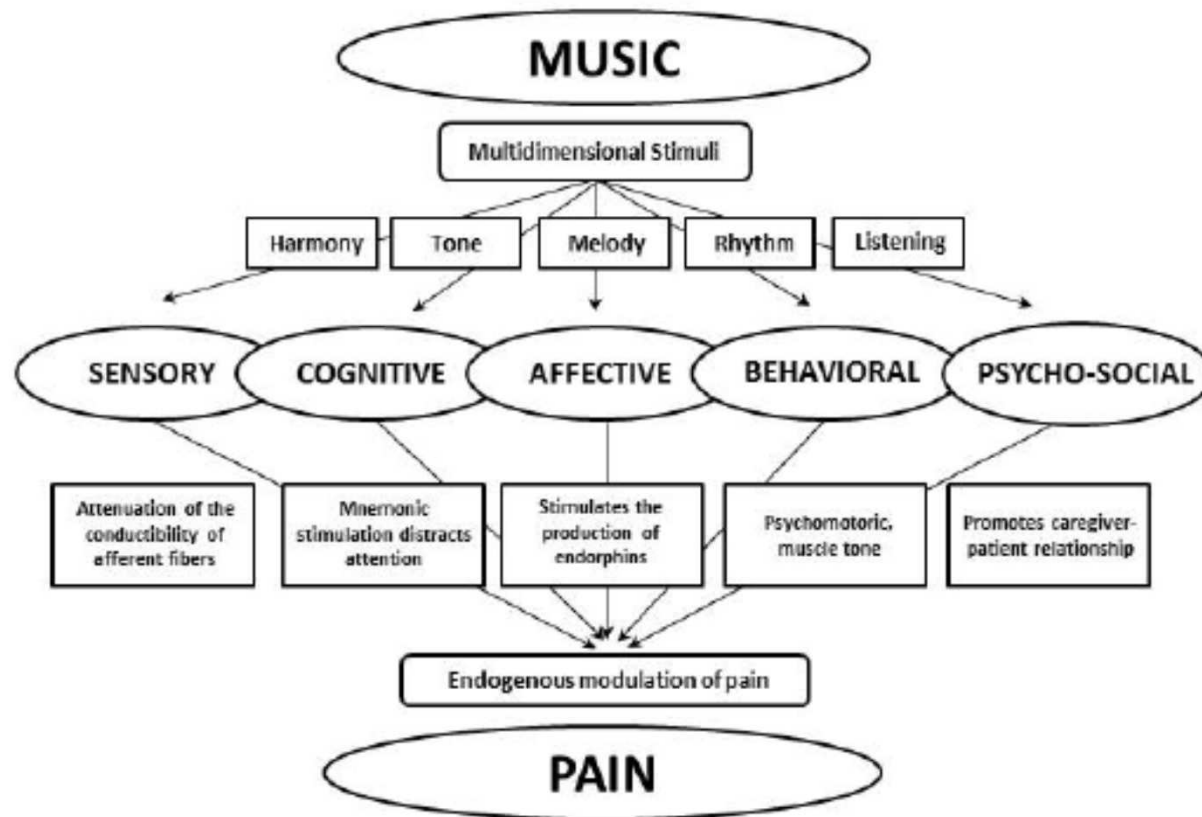 MUSIC
Multidimensional Stimuli
Harmony
Tone
Melody
Rhythm
Listening
SENSORY
COGNITIVE
AFFECTIVE
BEHAVIORAL
PSYCHO-SOCIAL
Attenuation of the
conductibility of
afferent fibers
Mnemonic
stimulation distracts
attention
Stimulates the
production of
endorphins
Psychomotoric,
muscle tone
Promotes caregiver-
patient relationship
Endogenous modulation of pain
PAIN